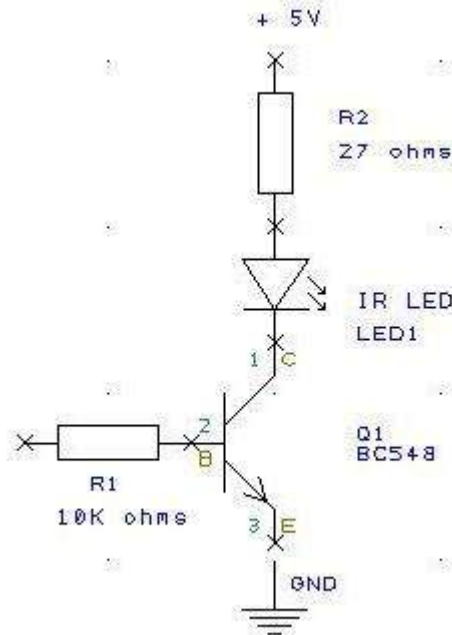 + 5V
R2
27 ohms
IR LED
LED1
1 C
2
B
Q1
BC548
R1
10K ohms
3 E
GND